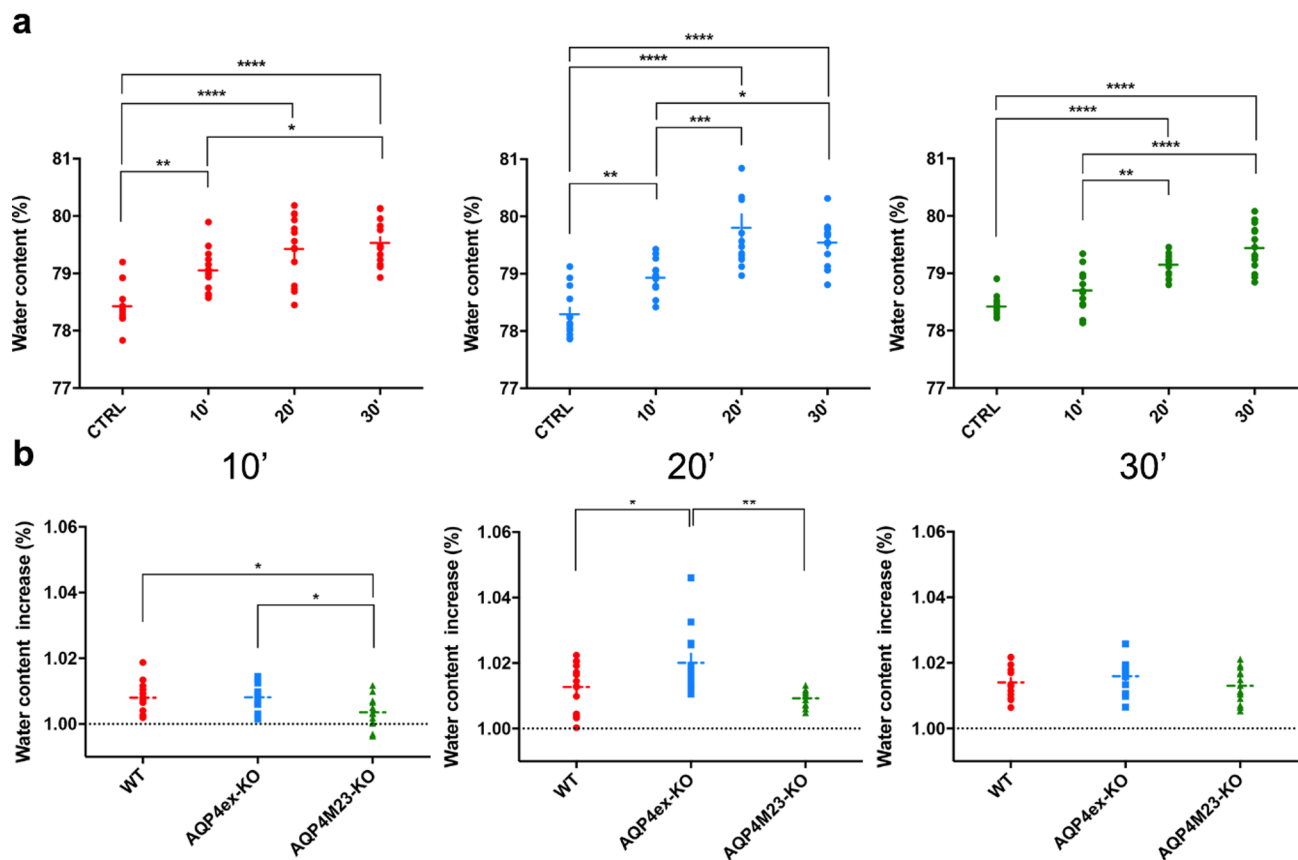 a
****
****
****
****
****
****
*
*
****
**
***
**
**
81
80
79
78
77
Water content (%)
CTRL
10'
20'
30'
81
80
79
78
77
Water content (%)
CTRL
10'
20'
30'
81
80
79
78
77
Water content (%)
CTRL
10'
20'
30'
b
10’
20’
30’
*
**
*
*
1.06
1.04
1.02
1.00
Water content increase (%)
WT
AQP4ex-KO
AQP4M23-KO
1.06
1.04
1.02
1.00
Water content increase (%)
WT
AQP4ex-KO
AQP4M23-KO
1.06
1.04
1.02
1.00
Water content increase (%)
WT
AQP4ex-KO
AQP4M23-KO